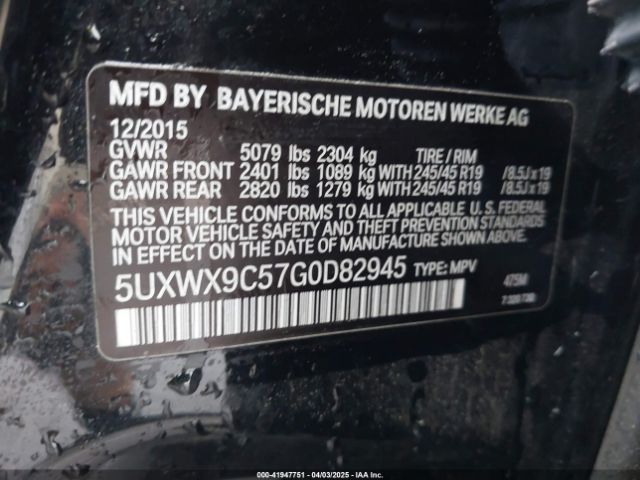 MFD BY BAYERISCHE MOTOREN WERKE AG
12/2015
GVWR 5079 lbs 2304 kg TIRE / RIM
GAWR FRONT 2401 lbs 1089 kg WITH 245/45 R19 /8.5J x 19
GAWR REAR 2820 lbs 1279 kg WITH 245/45 R19 /8.5J x 19
THIS VEHICLE CONFORMS TO ALL APPLICABLE U. S. FEDERAL
MOTOR VEHICLE SAFETY AND THEFT PREVENTION STANDARDS
IN EFFECT ON THE DATE OF MANUFACTURE SHOWN ABOVE.
5UXWX9C57G0D82945 TYPE: MPV
475M
000-41947751 - 04/03/2025 - IAA Inc.